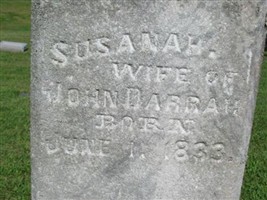 SUSANAH.
WIFE OF
JOHN DARRAH
BORN
JUNE 1, 1833.